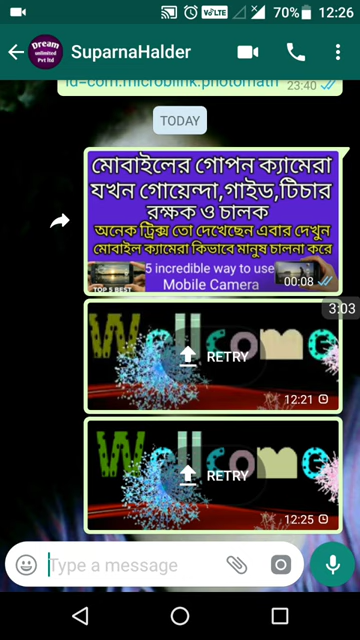 70% 12:26
Dream
unlimited
Pvt ltd
SuparnaHalder
id=com.microblink.photomath
23:40
TODAY
মোবাইলের গোপন ক্যামেরা
যখন গোয়েন্দা,গাইড,টিচার
রক্ষক ও চালক
অনেক ট্রিক্স তো দেখেছেন এবার দেখুন
মোবাইল ক্যামেরা কিভাবে মানুষ চালনা করে
TOP 5 BEST
5 incredible way to use
Mobile Camera
00:08
3:03
Wellcome
RETRY
12:21
Wellcome
RETRY
12:25
Type a message